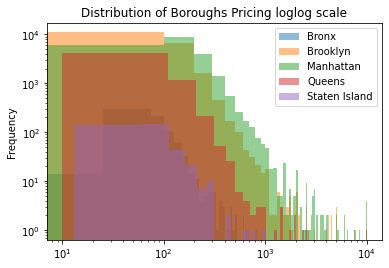 Distribution of Boroughs Pricing loglog scale
Frequency
10⁴
10³
10²
10¹
10⁰
10¹
10²
10³
10⁴
Bronx
Brooklyn
Manhattan
Queens
Staten Island